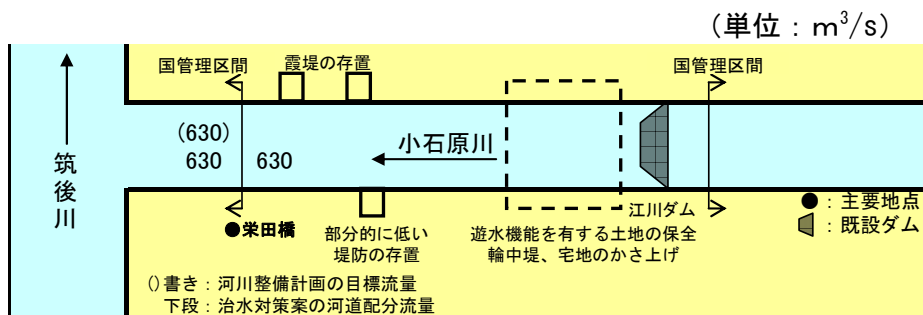 （単位：m³/s）
国管理区間
霞堤の存置
国管理区間
(630)
630
630
小石原川
筑後川
●栄田橋
部分的に低い
堤防の存置
遊水機能を有する土地の保全
輪中堤、宅地のかさ上げ
江川ダム
●：主要地点
：既設ダム
()書き：河川整備計画の目標流量
下段：治水対策案の河道配分流量